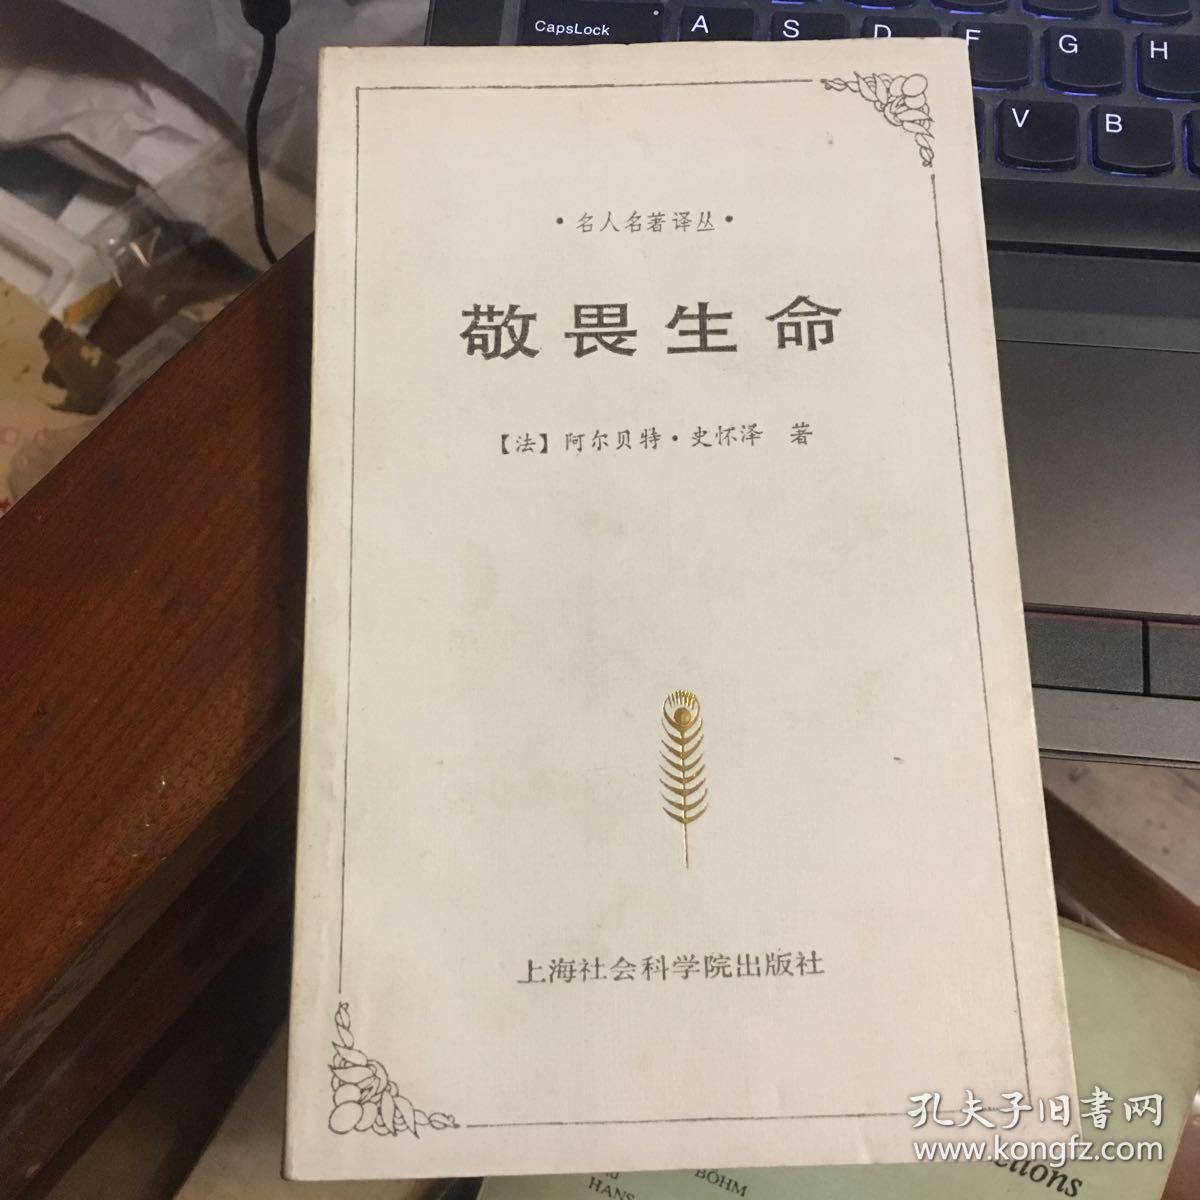 CapsLock A S D F G H
V B
•名人名著译丛•
敬畏生命
【法】阿尔贝特·史怀泽 著
上海社会科学院出版社
孔夫子旧書网
www.kongfz.com
BÖHM
HANS